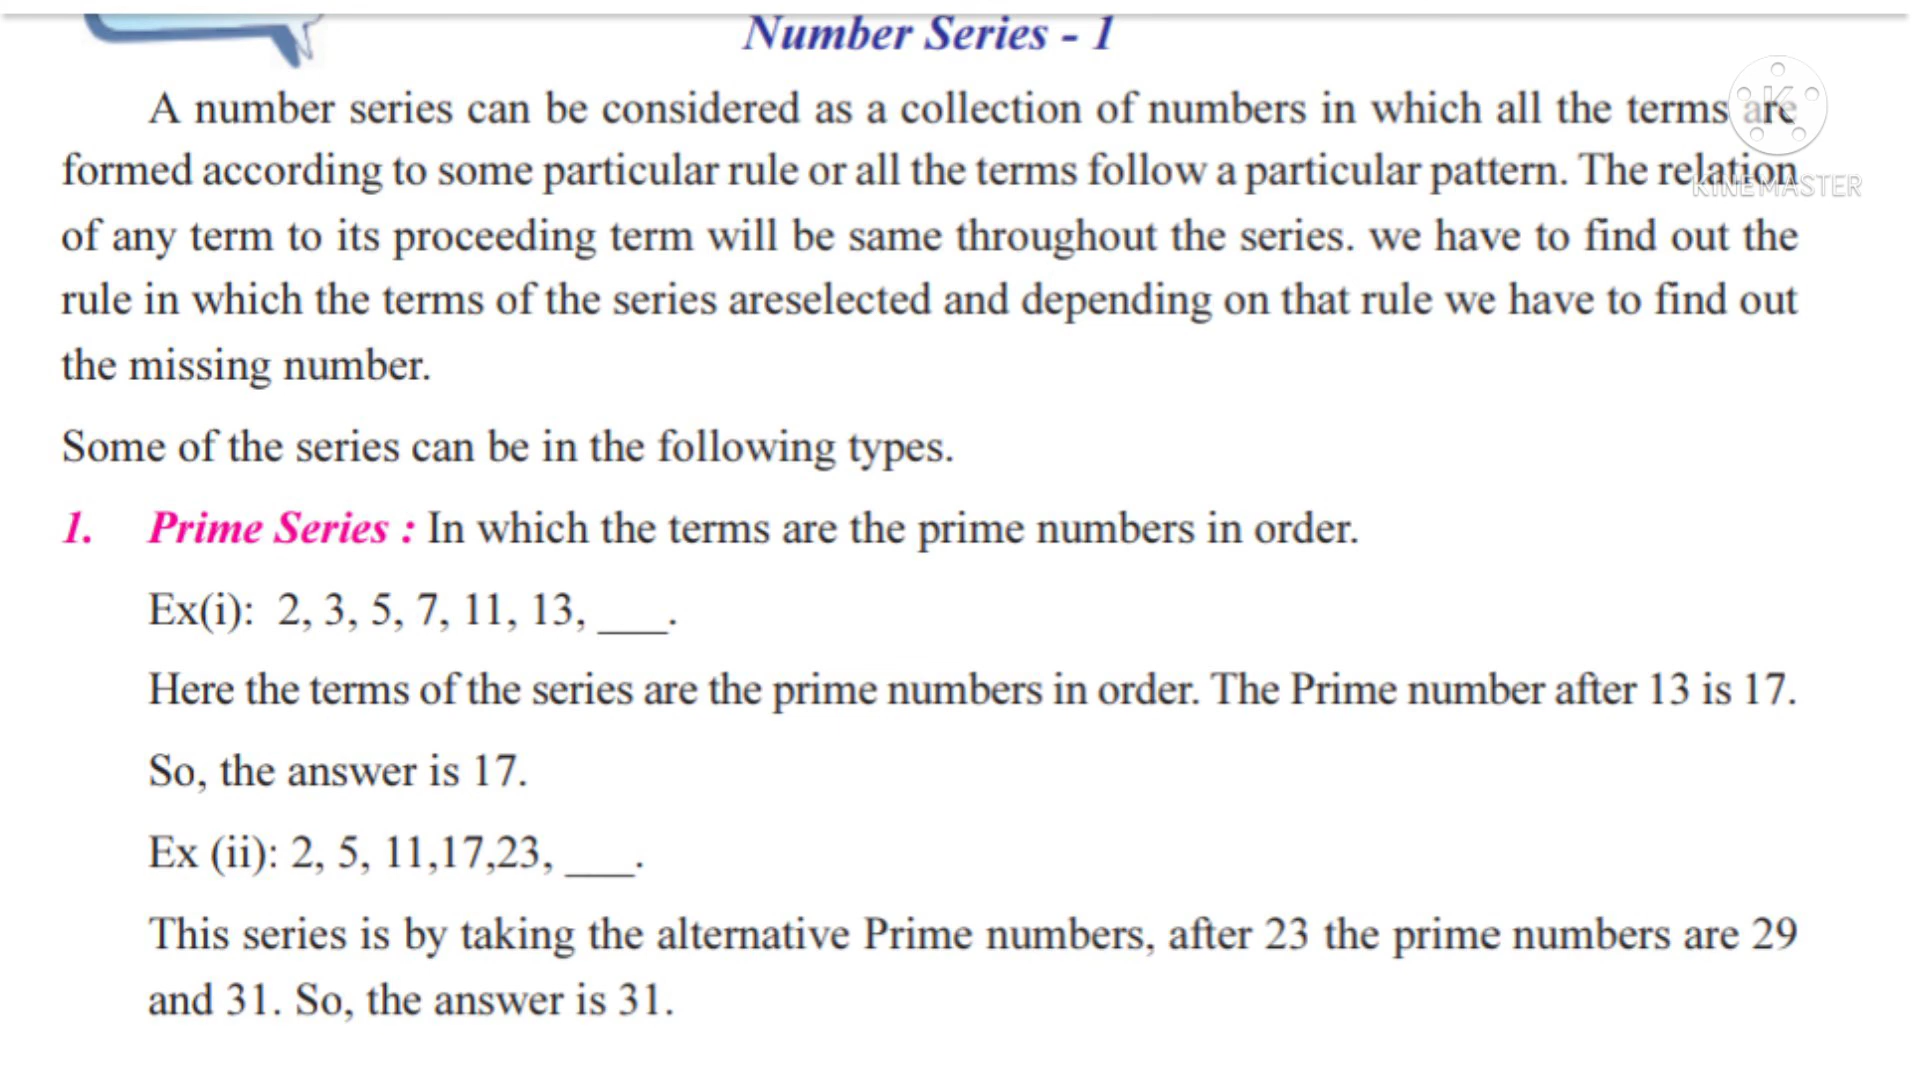 Number Series - 1
A number series can be considered as a collection of numbers in which all the terms are
formed according to some particular rule or all the terms follow a particular pattern. The relation
KINEMASTER
of any term to its proceeding term will be same throughout the series. we have to find out the
rule in which the terms of the series areselected and depending on that rule we have to find out
the missing number.
Some of the series can be in the following types.
1. Prime Series : In which the terms are the prime numbers in order.
Ex(i): 2, 3, 5, 7, 11, 13, ___.
Here the terms of the series are the prime numbers in order. The Prime number after 13 is 17.
So, the answer is 17.
Ex (ii): 2, 5, 11,17,23, ___.
This series is by taking the alternative Prime numbers, after 23 the prime numbers are 29
and 31. So, the answer is 31.